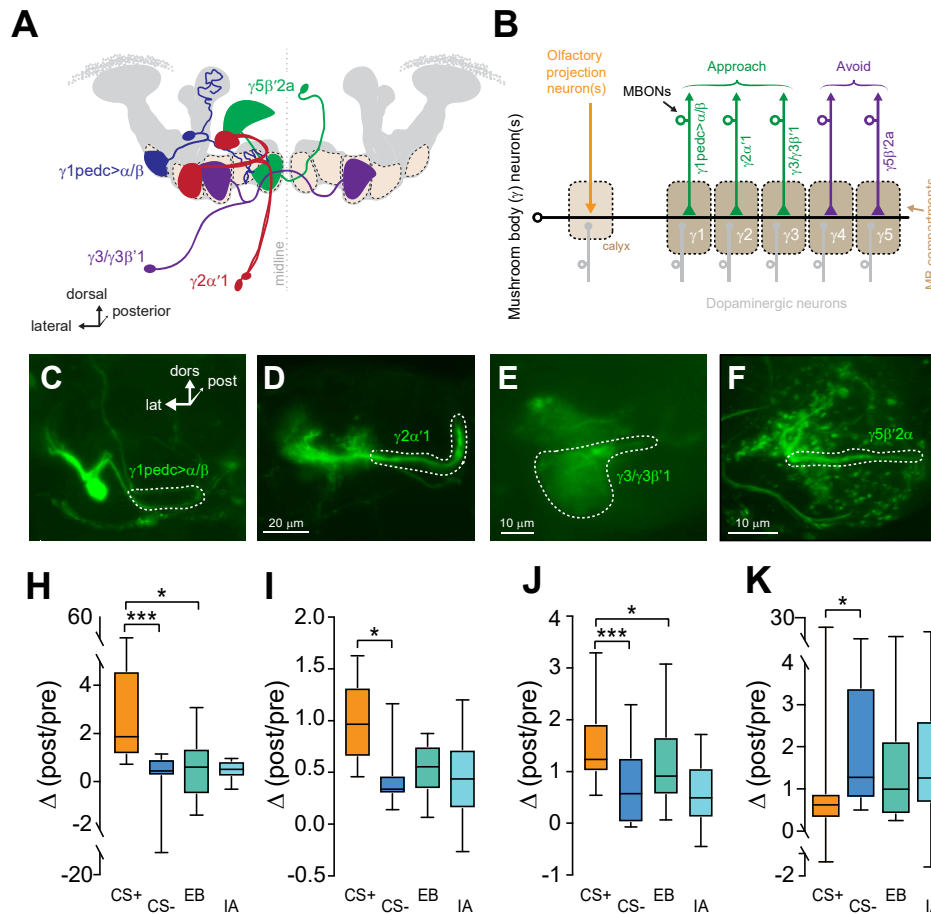 A
γ5β′2a
γ1pedc>α/β
γ3/γ3β′1
γ2α′1
midline
dorsal
posterior
lateral
B
Olfactory
projection
neuron(s)
Approach
Avoid
MBONs
γ1pedc>α/β
γ2α′1
γ3/γ3β′1
γ5β′2a
Mushroom body (γ) neuron(s)
γ1
γ2
γ3
γ4
γ5
calyx
MB compartments
Dopaminergic neurons
C
dors
post
lat
γ1pedc>α/β
D
γ2α′1
20 μm
E
γ3/γ3β′1
10 μm
F
γ5β′2α
10 μm
H
Δ (post/pre)
60
4
2
0
-2
-20
*
***
CS+
CS-
EB
IA
I
Δ (post/pre)
2.0
1.5
1.0
0.5
0.0
-0.5
*
CS+
CS-
EB
IA
J
Δ (post/pre)
4
3
2
1
0
-1
*
***
CS+
CS-
EB
IA
K
Δ (post/pre)
30
4
3
2
1
0
-2
*
CS+
CS-
EB
IA